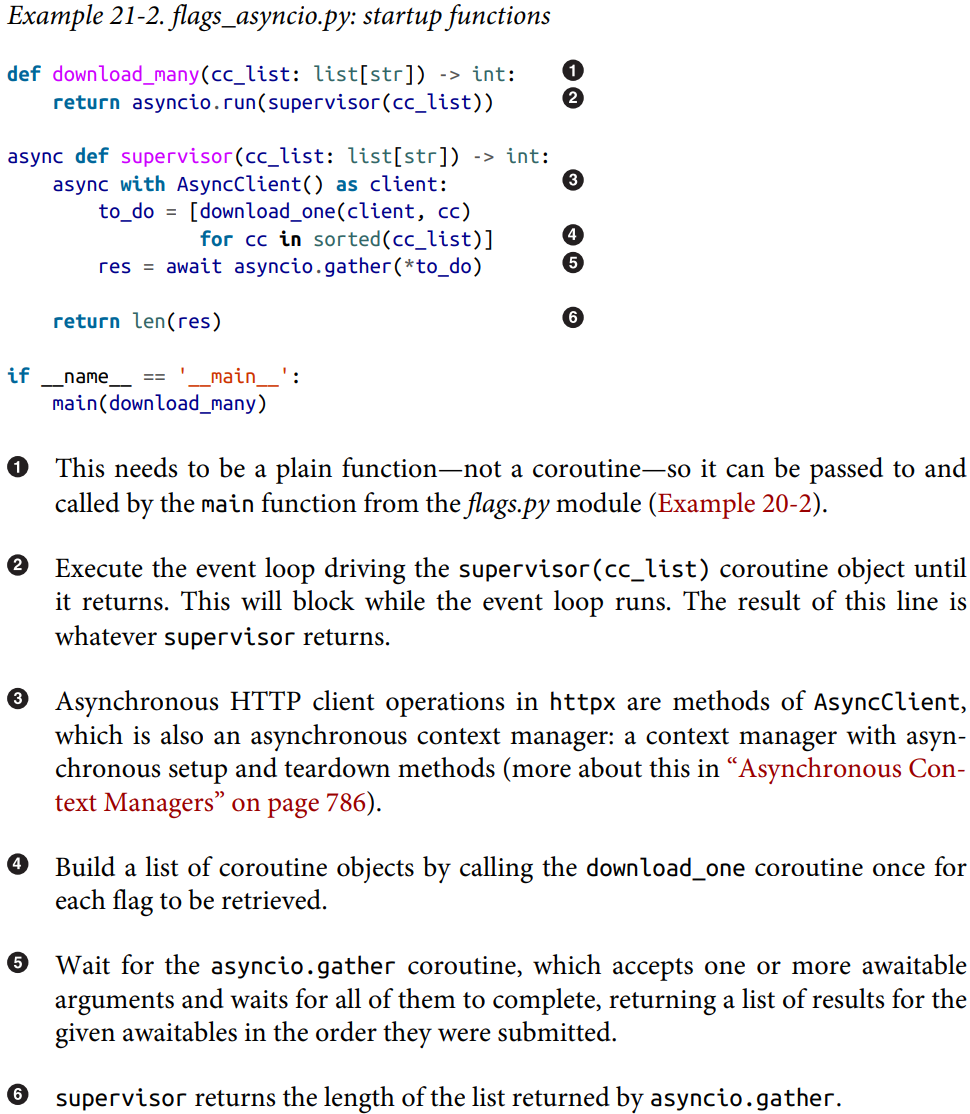 Example 21-2. flags_asyncio.py: startup functions
def download_many(cc_list: list[str]) -> int: ❶
    return asyncio.run(supervisor(cc_list)) ❷
async def supervisor(cc_list: list[str]) -> int:
    async with AsyncClient() as client: ❸
        to_do = [download_one(client, cc)
                 for cc in sorted(cc_list)] ❹
        res = await asyncio.gather(*to_do) ❺
    return len(res) ❻
if __name__ == '__main__':
    main(download_many)
❶ This needs to be a plain function—not a coroutine—so it can be passed to and
called by the main function from the flags.py module (Example 20-2).
❷ Execute the event loop driving the supervisor(cc_list) coroutine object until
it returns. This will block while the event loop runs. The result of this line is
whatever supervisor returns.
❸ Asynchronous HTTP client operations in httpx are methods of AsyncClient,
which is also an asynchronous context manager: a context manager with asyn-
chronous setup and teardown methods (more about this in “Asynchronous Con-
text Managers” on page 786).
❹ Build a list of coroutine objects by calling the download_one coroutine once for
each flag to be retrieved.
❺ Wait for the asyncio.gather coroutine, which accepts one or more awaitable
arguments and waits for all of them to complete, returning a list of results for the
given awaitables in the order they were submitted.
❻ supervisor returns the length of the list returned by asyncio.gather.